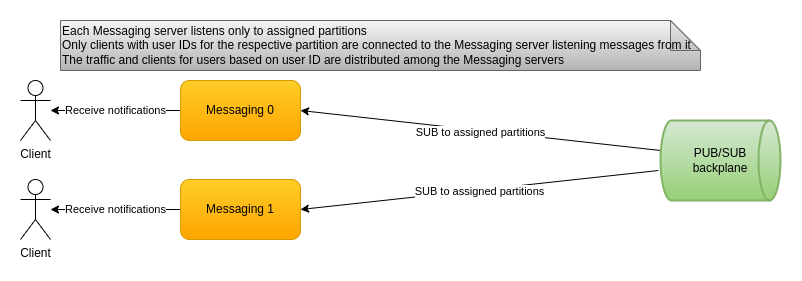 Each Messaging server listens only to assigned partitions
Only clients with user IDs for the respective partition are connected to the Messaging server listening messages from it
The traffic and clients for users based on user ID are distributed among the Messaging servers
Receive notifications
Messaging 0
SUB to assigned partitions
Client
PUB/SUB
backplane
Receive notifications
Messaging 1
SUB to assigned partitions
Client